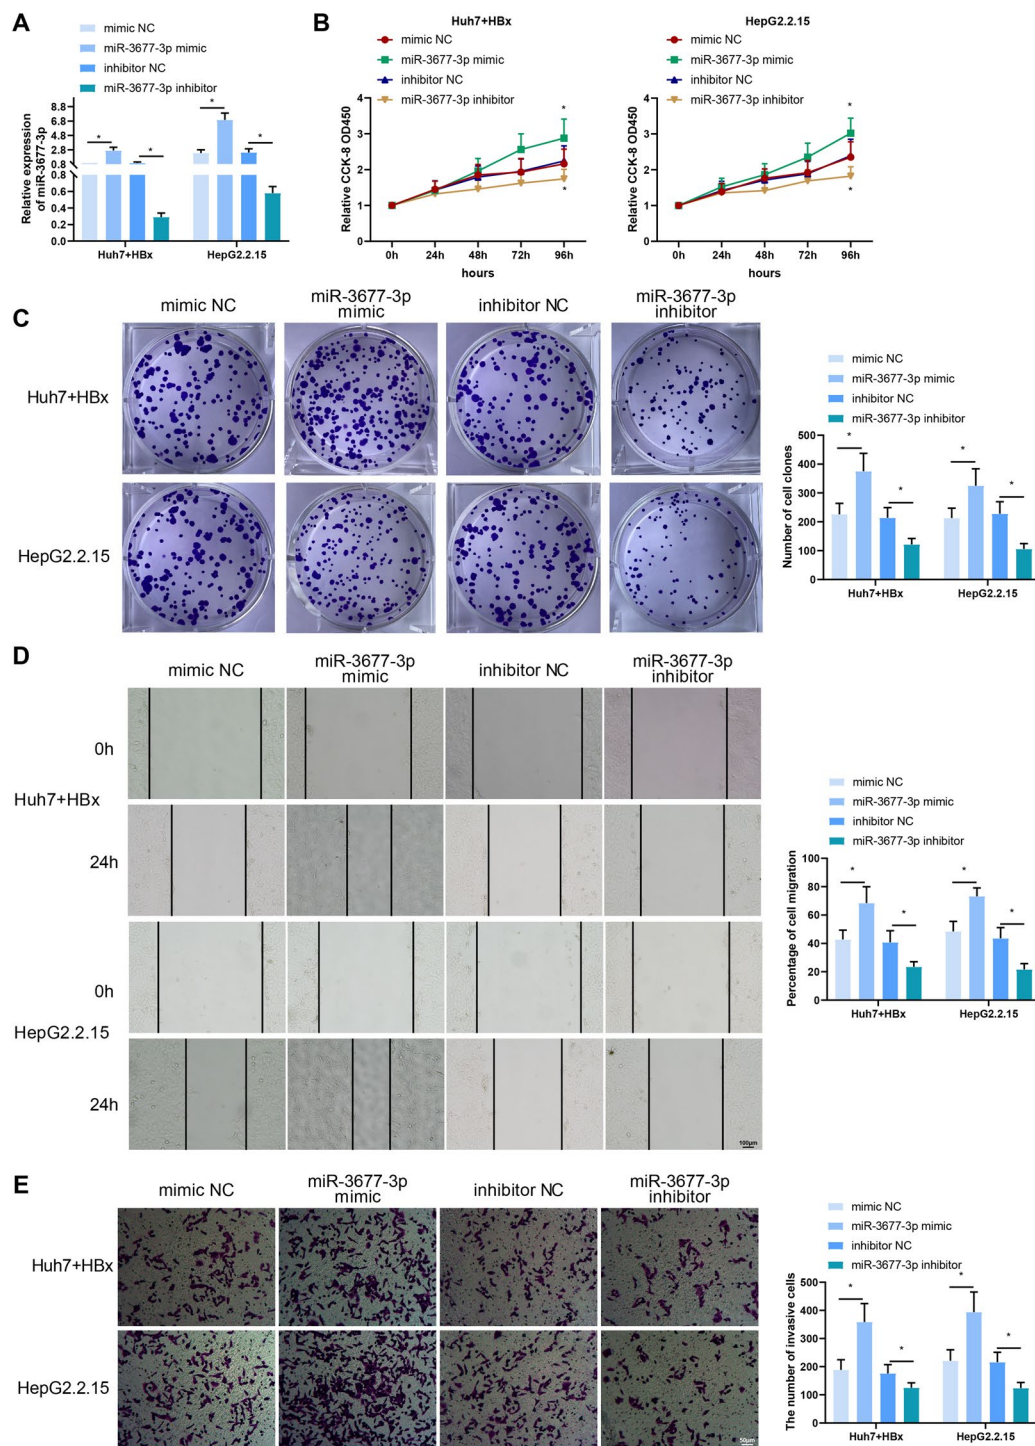 A
mimic NC
miR-3677-3p mimic
inhibitor NC
miR-3677-3p inhibitor
Relative expression
of miR-3677-3p
8.8
6.8
4.8
2.8
0.8
0.8
0.6
0.4
0.2
0.0
*
*
*
*
Huh7+HBx
HepG2.2.15
B
Huh7+HBx
mimic NC
miR-3677-3p mimic
inhibitor NC
miR-3677-3p inhibitor
Relative CCK-8 OD450
4
3
2
1
0
*
*
0h
24h
48h
72h
96h
hours
HepG2.2.15
mimic NC
miR-3677-3p mimic
inhibitor NC
miR-3677-3p inhibitor
Relative CCK-8 OD450
4
3
2
1
0
*
*
0h
24h
48h
72h
96h
hours
C
mimic NC
miR-3677-3p
mimic
inhibitor NC
miR-3677-3p
inhibitor
Huh7+HBx
HepG2.2.15
mimic NC
miR-3677-3p mimic
inhibitor NC
miR-3677-3p inhibitor
Number of cell clones
500
400
300
200
100
0
*
*
*
*
Huh7+HBx
HepG2.2.15
D
mimic NC
miR-3677-3p
mimic
inhibitor NC
miR-3677-3p
inhibitor
0h
Huh7+HBx
24h
0h
HepG2.2.15
24h
100μm
mimic NC
miR-3677-3p mimic
inhibitor NC
miR-3677-3p inhibitor
Percentage of cell migration
100
80
60
40
20
0
*
*
*
*
Huh7+HBx
HepG2.2.15
E
mimic NC
miR-3677-3p
mimic
inhibitor NC
miR-3677-3p
inhibitor
Huh7+HBx
HepG2.2.15
50μm
mimic NC
miR-3677-3p mimic
inhibitor NC
miR-3677-3p inhibitor
The number of invasive cells
500
400
300
200
100
0
*
*
*
*
Huh7+HBx
HepG2.2.15